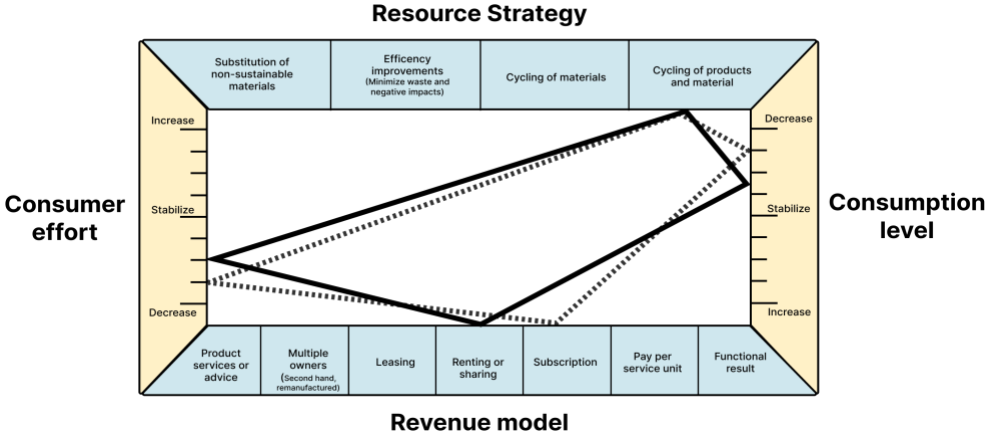 Resource Strategy
Substitution of
non-sustainable
materials
Efficency
improvements
(Minimize waste and
negative impacts)
Cycling of materials
Cycling of products
and material
Increase
Stabilize
Decrease
Consumer
effort
Decrease
Stabilize
Increase
Consumption
level
Product
services or
advice
Multiple
owners
(Second hand,
remanufactured)
Leasing
Renting or
sharing
Subscription
Pay per
service unit
Functional
result
Revenue model